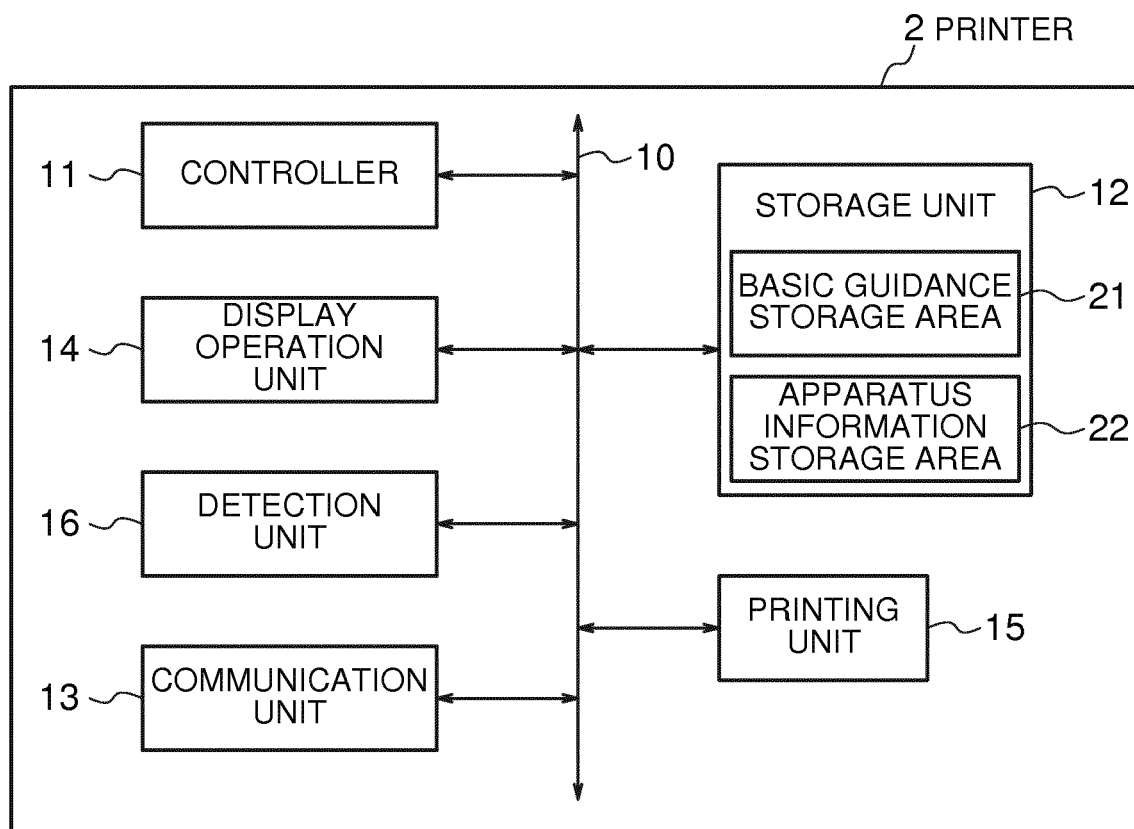 2 PRINTER
11
CONTROLLER
10
STORAGE UNIT
12
BASIC GUIDANCE
STORAGE AREA
21
14
DISPLAY
OPERATION
UNIT
APPARATUS
INFORMATION
STORAGE AREA
22
16
DETECTION
UNIT
PRINTING
UNIT
15
13
COMMUNICATION
UNIT